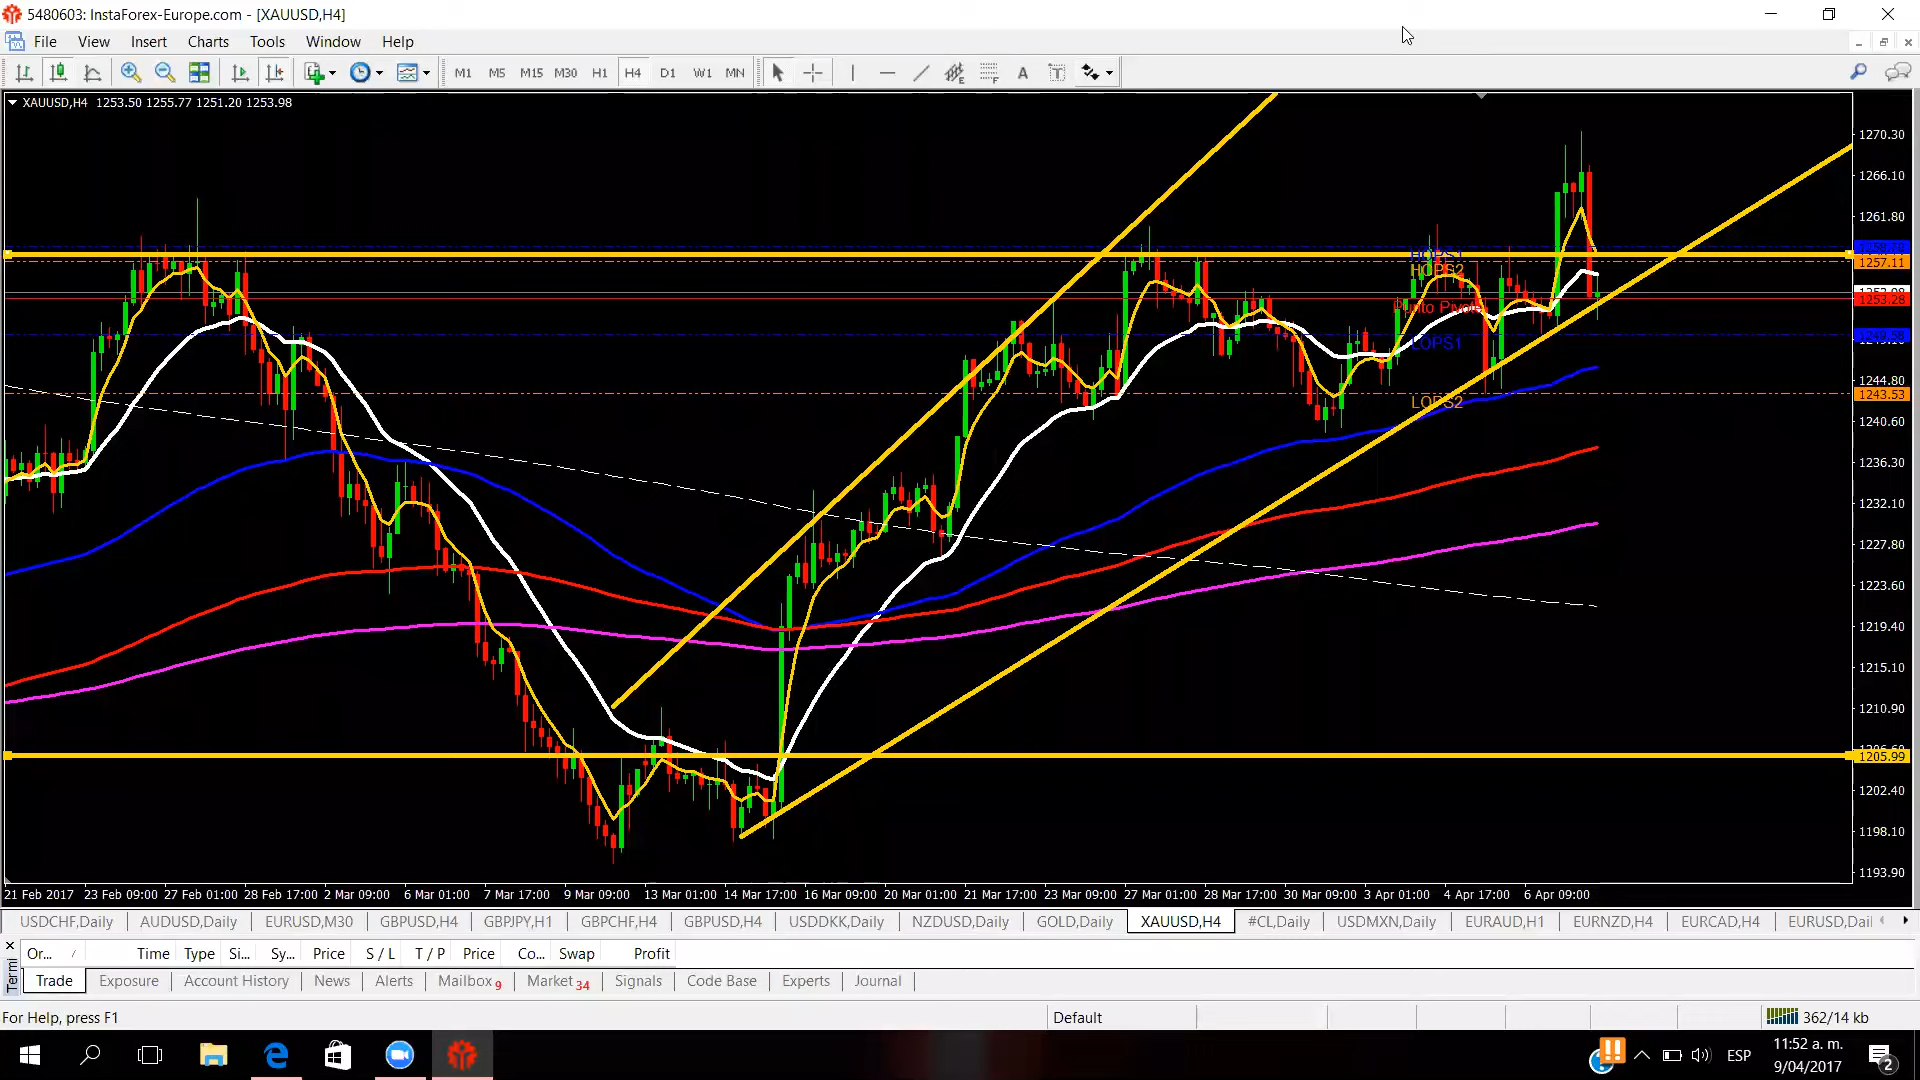 5480603: InstaForex-Europe.com - [XAUUSD,H4]
File View Insert Charts Tools Window Help
M1 M5 M15 M30 H1 H4 D1 W1 MN
XAUUSD,H4 1253.50 1255.77 1251.20 1253.98
1270.30
1266.10
1261.80
HOPS1
1257.11
HOPS2
1253.28
Punto Pivote
LOPS1
1244.80
1243.53
LOPS2
1240.60
1236.30
1232.10
1227.80
1223.60
1219.40
1215.10
1210.90
1205.99
1202.40
1198.10
1193.90
21 Feb 2017 23 Feb 09:00 27 Feb 01:00 28 Feb 17:00 2 Mar 09:00 6 Mar 01:00 7 Mar 17:00 9 Mar 09:00 13 Mar 01:00 14 Mar 17:00 16 Mar 09:00 20 Mar 01:00 21 Mar 17:00 23 Mar 09:00 27 Mar 01:00 28 Mar 17:00 30 Mar 09:00 3 Apr 01:00 4 Apr 17:00 6 Apr 09:00
USDCHF,Daily AUDUSD,Daily EURUSD,M30 GBPUSD,H4 GBPJPY,H1 GBPCHF,H4 GBPUSD,H4 USDDKK,Daily NZDUSD,Daily GOLD,Daily XAUUSD,H4 #CL,Daily USDMXN,Daily EURAUD,H1 EURNZD,H4 EURCAD,H4 EURUSD,Dai
Or... / Time Type Si... Sy... Price S / L T / P Price Co... Swap Profit
Termi
Trade Exposure Account History News Alerts Mailbox 9 Market 34 Signals Code Base Experts Journal
For Help, press F1 Default 362/14 kb
ESP 11:52 a. m.
9/04/2017 2